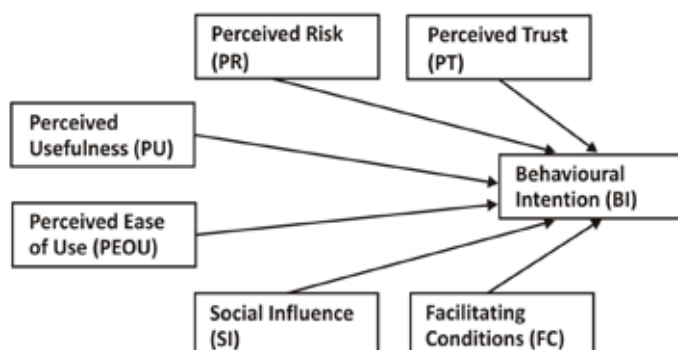 Perceived Risk
(PR)
Perceived Trust
(PT)
Perceived
Usefulness (PU)
Behavioural
Intention (BI)
Perceived Ease
of Use (PEOU)
Social Influence
(SI)
Facilitating
Conditions (FC)